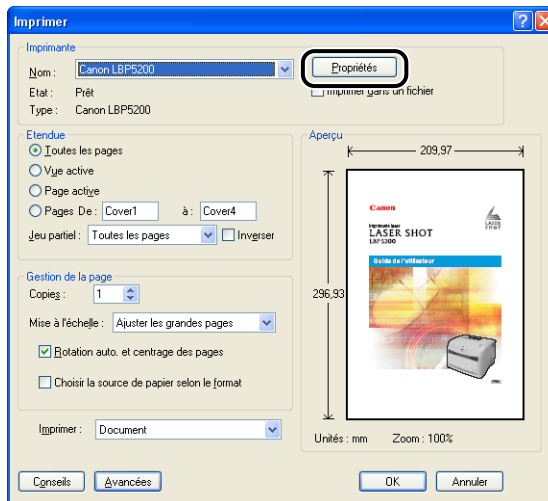 Imprimer
Imprimante
Nom : Canon LBP5200 Propriétés
Etat : Prêt Imprimer dans un fichier
Type : Canon LBP5200
Etendue
Toutes les pages
Vue active
Page active
Pages De : Cover1 à : Cover4
Jeu partiel : Toutes les pages Inverser
Aperçu
209,97
296,93
Canon
Imprimante laser
LASER SHOT
LBP5200
LASER SHOT
Guide de l'utilisateur
Unités : mm Zoom : 100%
Gestion de la page
Copies : 1
Mise à l'échelle : Ajuster les grandes pages
Rotation auto. et centrage des pages
Choisir la source de papier selon le format
Imprimer : Document
Conseils Avancées OK Annuler